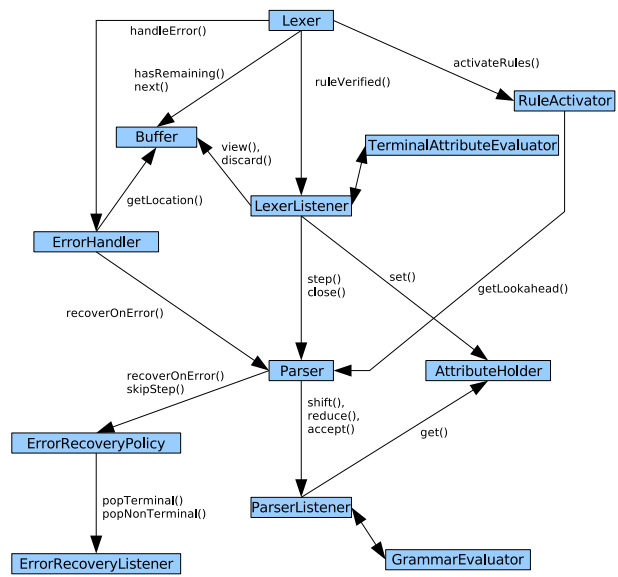 Lexer
handleError()
activateRules()
hasRemaining()
next()
ruleVerified()
RuleActivator
Buffer
view(),
discard()
TerminalAttributeEvaluator
getLocation()
LexerListener
ErrorHandler
step()
close()
set()
getLookahead()
recoverOnError()
Parser
AttributeHolder
recoverOnError()
skipStep()
shift(),
reduce(),
accept()
get()
ErrorRecoveryPolicy
popTerminal()
popNonTerminal()
ParserListener
ErrorRecoveryListener
GrammarEvaluator